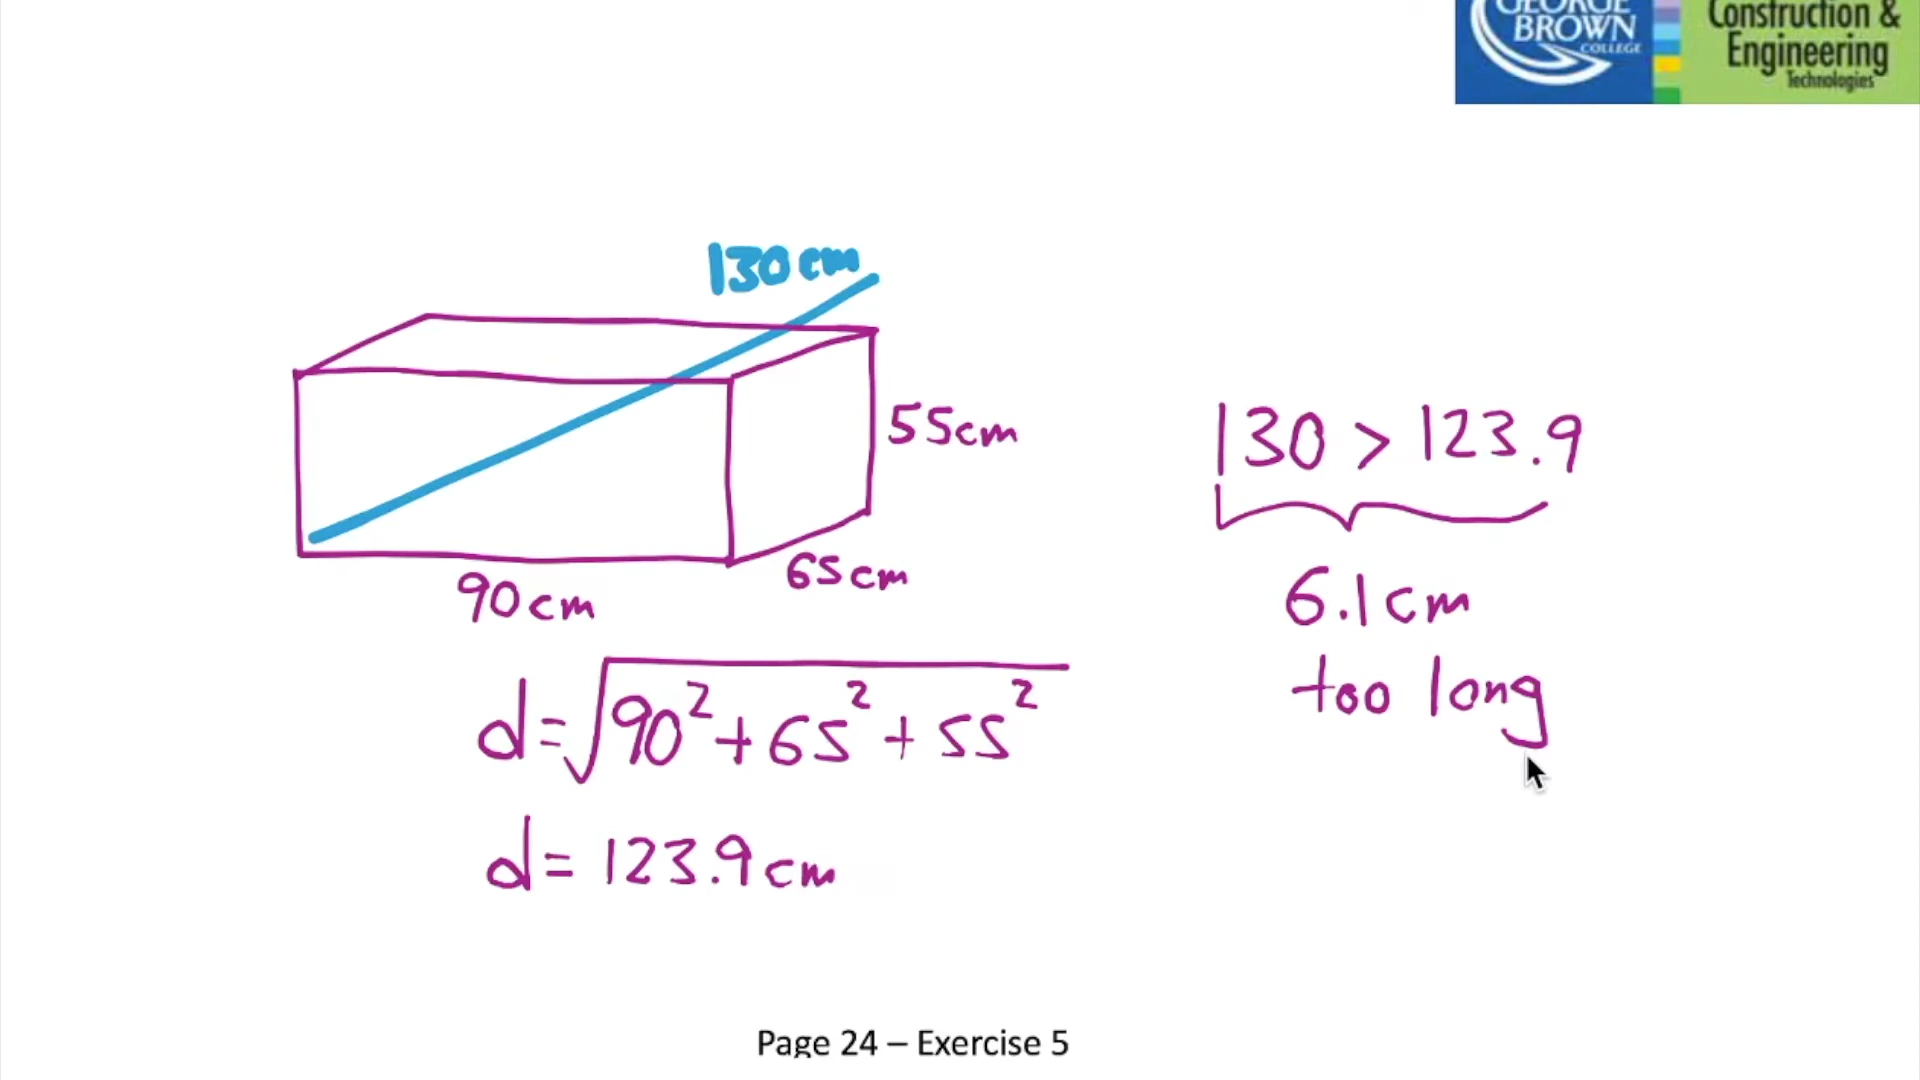 GEORGE
BROWN
COLLEGE
Construction &
Engineering
Technologies
130 cm
55cm
65cm
90cm
d=√90²+65²+55²
d= 123.9cm
130 > 123.9
6.1cm
too long
Page 24 – Exercise 5